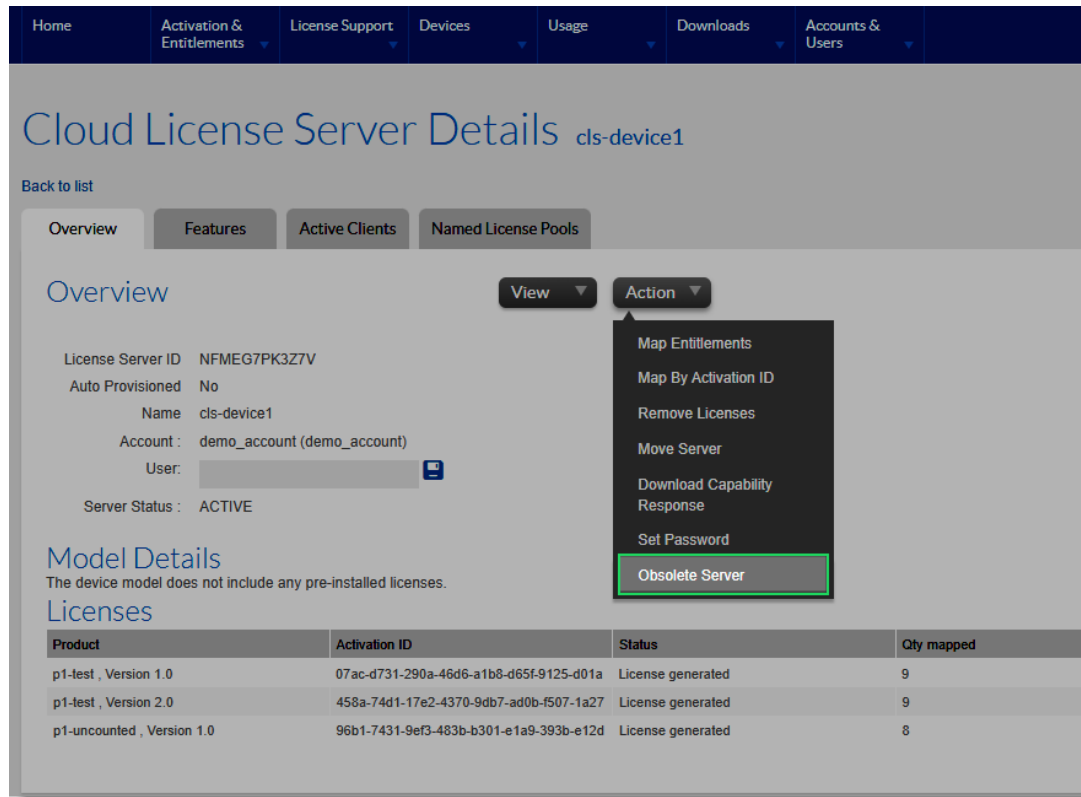 Home
Activation &
Entitlements
License Support
Devices
Usage
Downloads
Accounts &
Users
Cloud License Server Details cls-device1
Back to list
Overview
Features
Active Clients
Named License Pools
Overview
View
Action
Map Entitlements
Map By Activation ID
Remove Licenses
Move Server
Download Capability
Response
Set Password
Obsolete Server
License Server ID NFMEG7PK3Z7V
Auto Provisioned No
Name cls-device1
Account : demo_account (demo_account)
User:
Server Status : ACTIVE
Model Details
The device model does not include any pre-installed licenses.
Licenses
Product Activation ID Status Qty mapped
p1-test , Version 1.0 07ac-d731-290a-46d6-a1b8-d65f-9125-d01a License generated 9
p1-test , Version 2.0 458a-74d1-17e2-4370-9db7-ad0b-f507-1a27 License generated 9
p1-uncounted , Version 1.0 96b1-7431-9ef3-483b-b301-e1a9-393b-e12d License generated 8